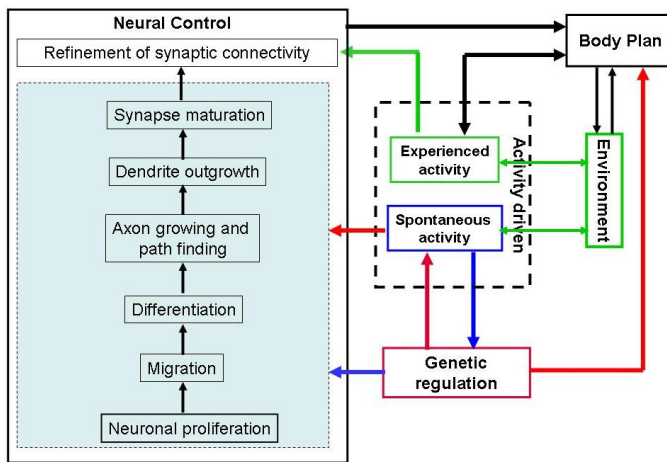 Neural Control
Refinement of synaptic connectivity
Synapse maturation
Dendrite outgrowth
Axon growing and
path finding
Differentiation
Migration
Neuronal proliferation
Body Plan
Experienced
activity
Spontaneous
activity
Activity driven
Environment
Genetic
regulation